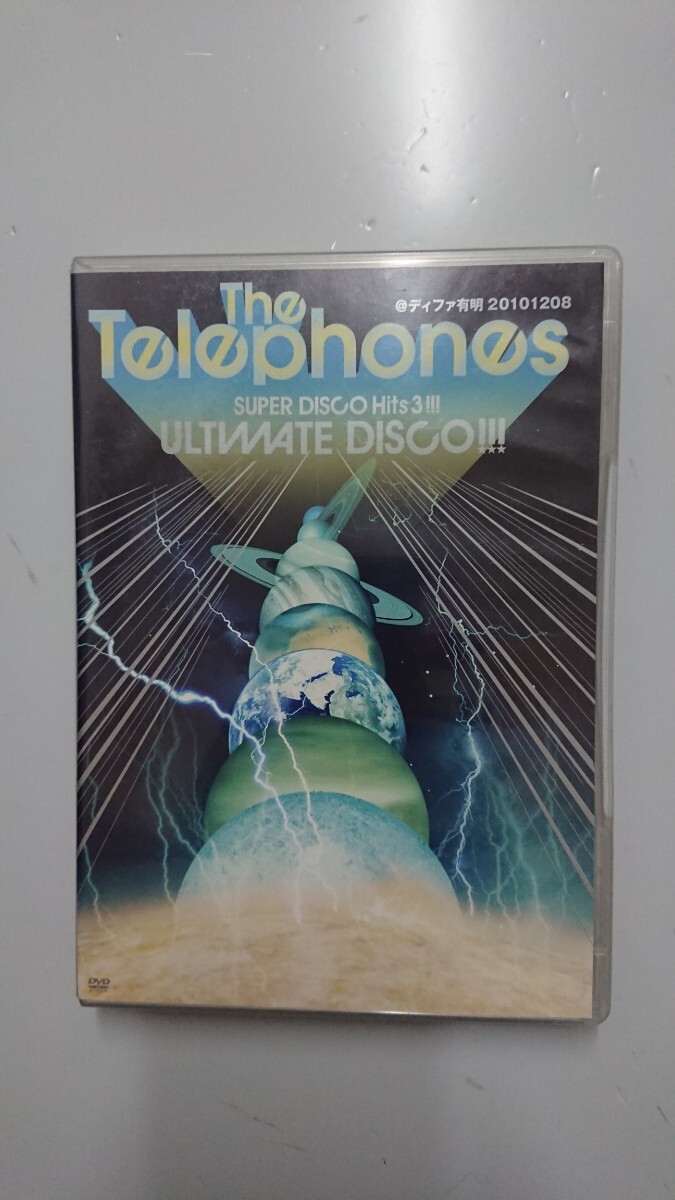 The
Telephones
@ディファ有明 20101208
SUPER DISCO Hits 3!!!
ULTIMATE DISCO!!!
DVD